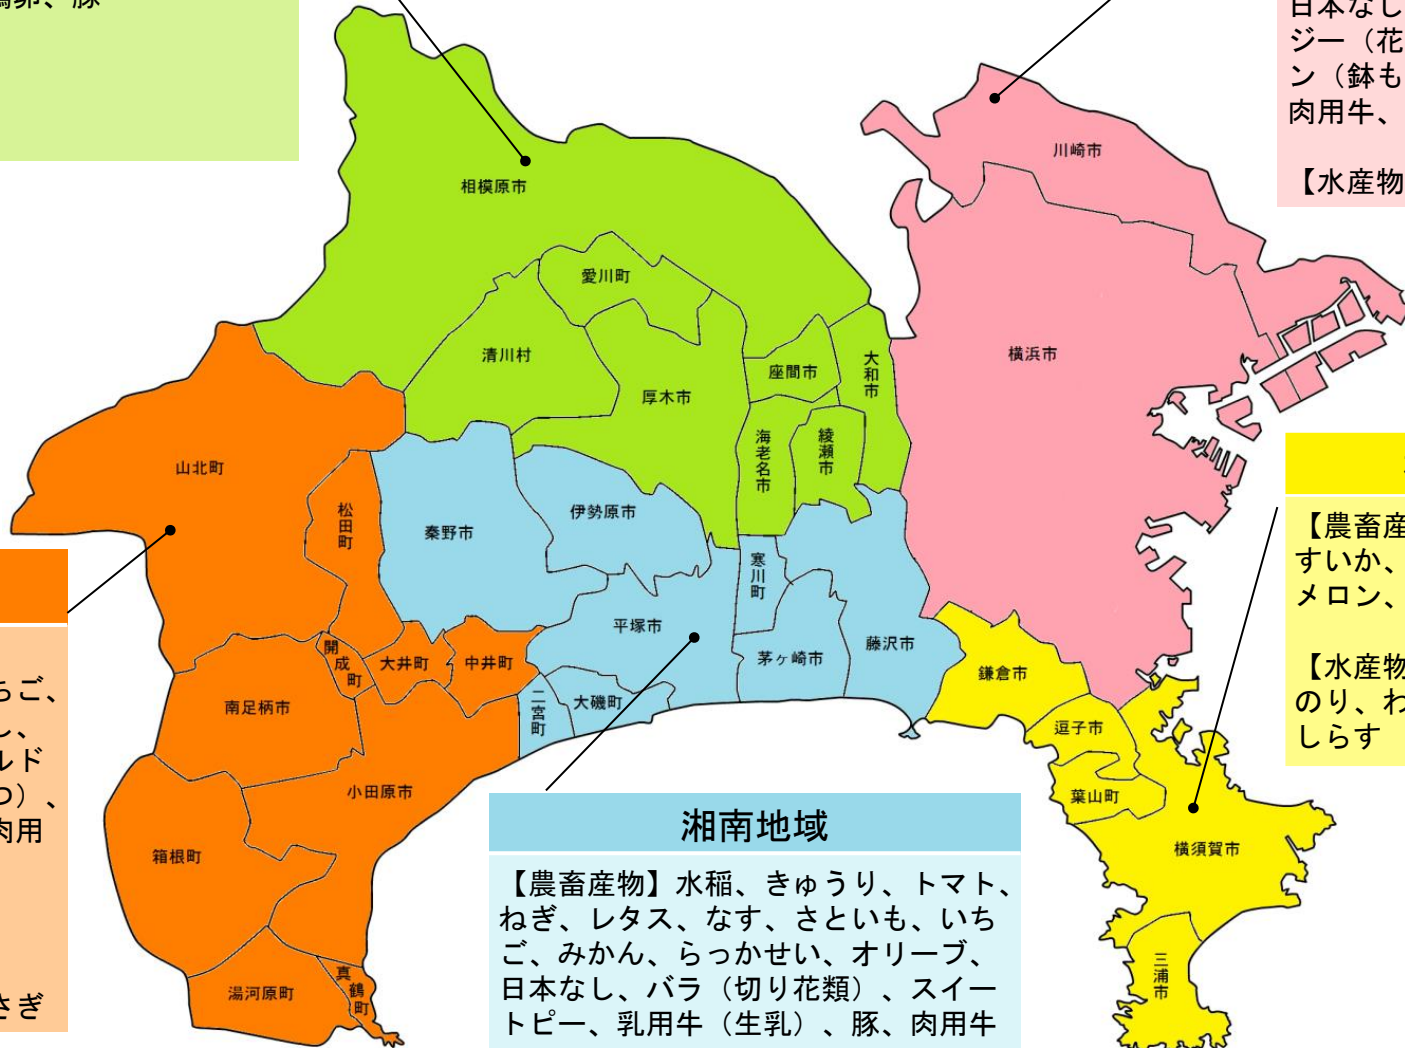 豚
日本なし
ジー（花
ン（鉢も
肉用牛、
【水産物
川崎市
相模原市
愛川町
清川村
厚木市
座間市
大和市
海老名市
綾瀬市
横浜市
山北町
松田町
秦野市
伊勢原市
寒川町
平塚市
茅ヶ崎市
藤沢市
開成町
大井町
中井町
二宮町
大磯町
南足柄市
小田原市
箱根町
湯河原町
真鶴町
鎌倉市
逗子市
葉山町
横須賀市
三浦市
【農畜産
すいか、
メロン、
【水産物
のり、わ
しらす
ちご、
し、
ルド
つ）、
肉用
さぎ
湘南地域
【農畜産物】水稲、きゅうり、トマト、
ねぎ、レタス、なす、さといも、いち
ご、みかん、らっかせい、オリーブ、
日本なし、バラ（切り花類）、スイー
トピー、乳用牛（生乳）、豚、肉用牛